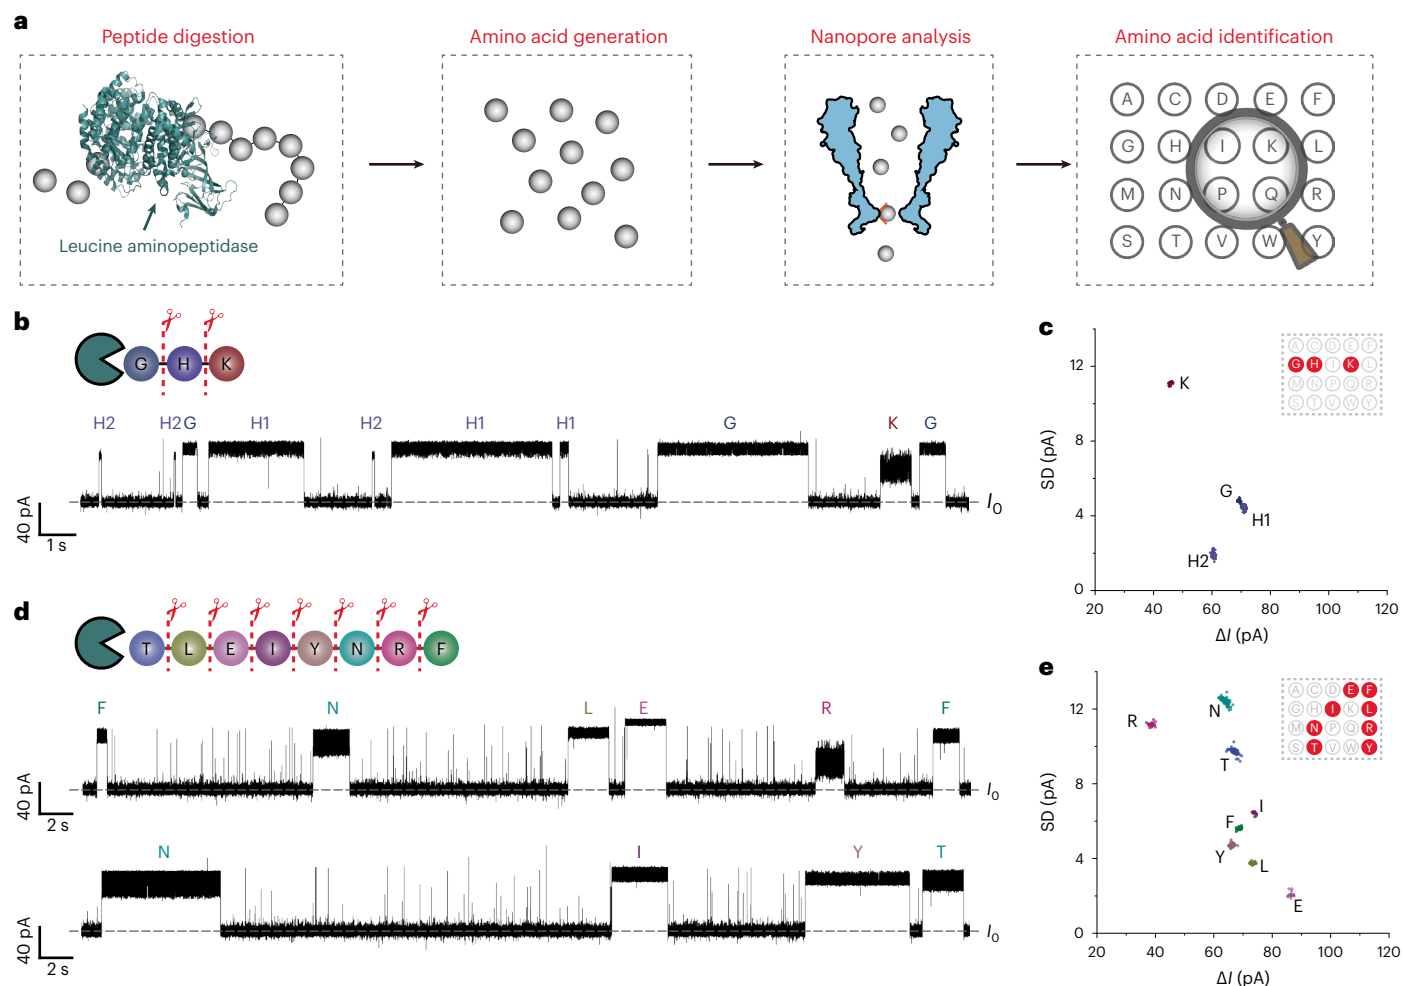 a
Peptide digestion
Amino acid generation
Nanopore analysis
Amino acid identification
Leucine aminopeptidase
A C D E F
G H I K L
M N P Q R
S T V W Y
b
G H K
H2 H2 G H1 H2 H1 H1 G K G
I0
40 pA
1 s
c
SD (pA)
12
8
4
0
20 40 60 80 100 120
ΔI (pA)
K
G
H1
H2
A C D E F
G H I K L
M N P Q R
S T V W Y
d
T L E I Y N R F
F N L E R F
I0
40 pA
2 s
N I Y T
I0
40 pA
2 s
e
SD (pA)
12
8
4
0
20 40 60 80 100 120
ΔI (pA)
R
N
T
I
F
Y
L
E
A C D E F
G H I K L
M N P Q R
S T V W Y